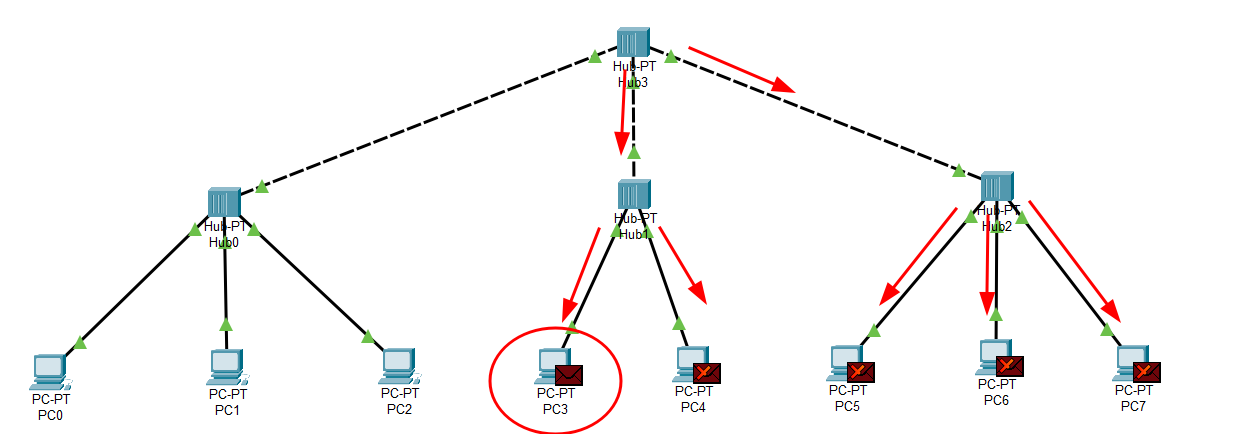 Hub-PT
Hub3
Hub-PT
Hub0
Hub-PT
Hub1
Hub-PT
Hub2
PC-PT
PC0
PC-PT
PC1
PC-PT
PC2
PC-PT
PC3
PC-PT
PC4
PC-PT
PC5
PC-PT
PC6
PC-PT
PC7